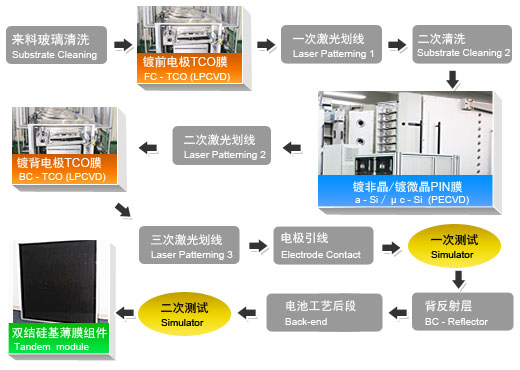 来料玻璃清洗
Substrate Cleaning
镀前电极TCO膜
FC - TCO (LPCVD)
一次激光划线
Laser Patterning 1
二次清洗
Substrate Cleaning 2
镀背电极TCO膜
BC - TCO (LPCVD)
二次激光划线
Laser Patterning 2
镀非晶/镀微晶PIN膜
a - Si / μ c - Si (PECVD)
三次激光划线
Laser Patterning 3
电极引线
Electrode Contact
一次测试
Simulator
双结硅基薄膜组件
Tandem module
二次测试
Simulator
电池工艺后段
Back-end
背反射层
BC - Reflector